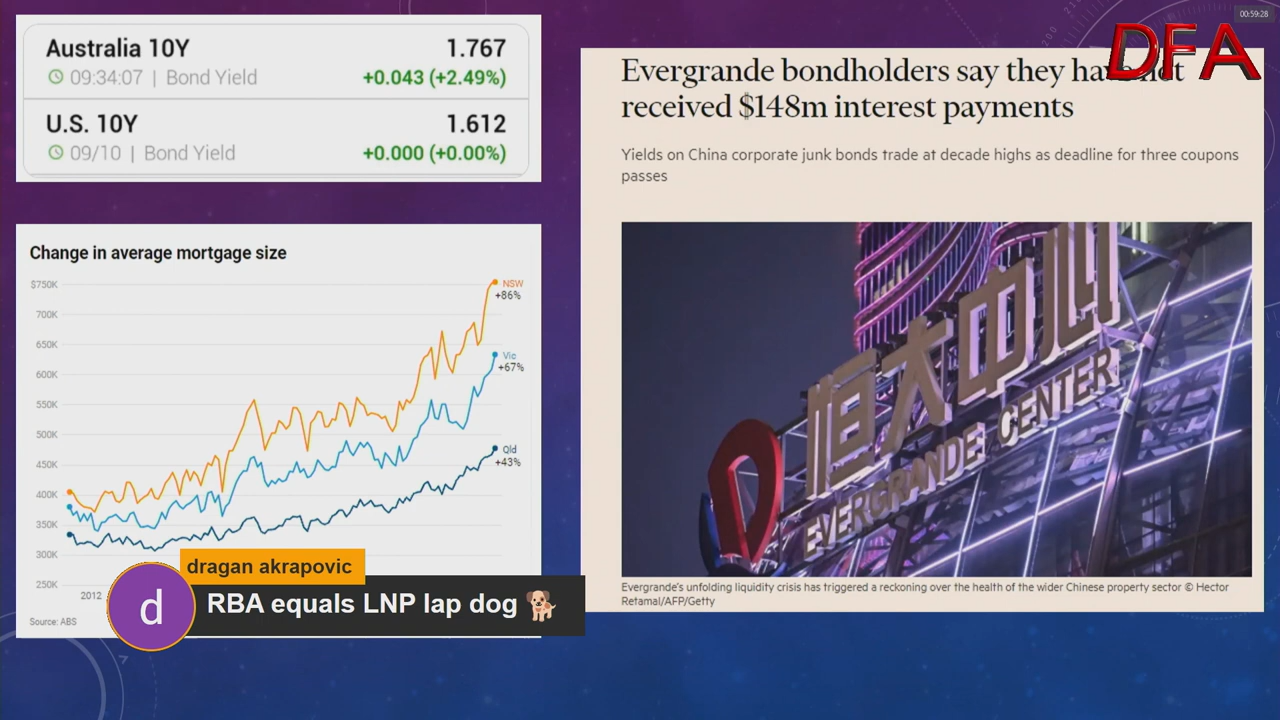 Australia 10Y 1.767
09:34:07 | Bond Yield +0.043 (+2.49%)
U.S. 10Y 1.612
09/10 | Bond Yield +0.000 (+0.00%)
Change in average mortgage size
$750K
700K
650K
600K
550K
500K
450K
400K
350K
300K
250K
NSW
+86%
Vic
+67%
Qld
+43%
2012
Source: ABS
dragan akrapovic
d
RBA equals LNP lap dog 🐕
00:59:28
DFA
Evergrande bondholders say they have not
received $148m interest payments
Yields on China corporate junk bonds trade at decade highs as deadline for three coupons
passes
恒大中心
EVERGRANDE CENTER
Evergrande's unfolding liquidity crisis has triggered a reckoning over the health of the wider Chinese property sector © Hector
Retamal/AFP/Getty